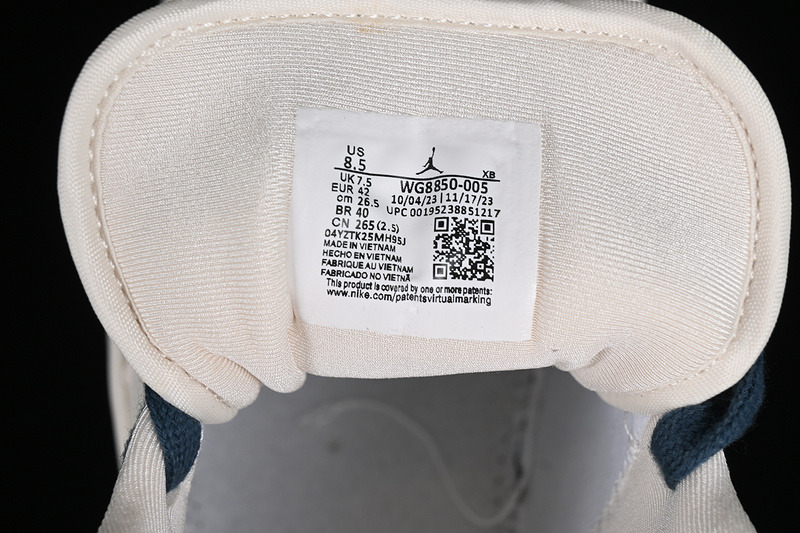 US
8.5
XB
UK 7.5
WG8850-005
EUR 42
10/04/23 | 11/17/23
cm 26.5
UPC 00195238851217
BR 40
CN 265(2.5)
04YZTK25MH95J
MADE IN VIETNAM
HECHO EN VIETNAM
FABRIQUE AU VIETNAM
FABRICADO NO VIETNÃ
This product is covered by one or more patents:
www.nike.com/patentsvirtualmarking